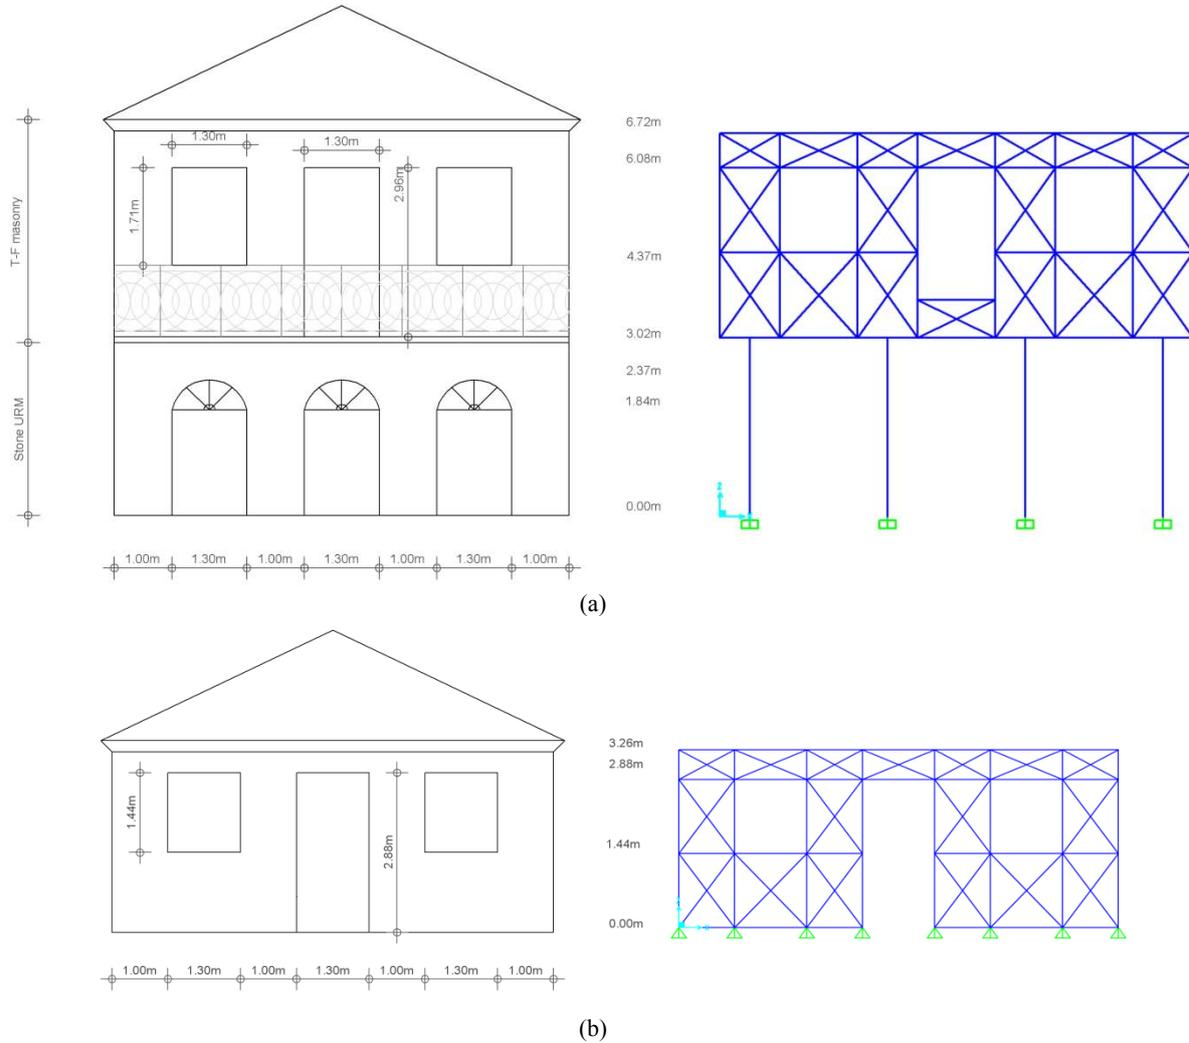 1.30m
1.30m
1.71m
2.96m
T-F masonry
Stone URM
1.00m 1.30m 1.00m 1.30m 1.00m 1.30m 1.00m
6.72m
6.08m
4.37m
3.02m
2.37m
1.84m
0.00m
z
(a)
1.44m
2.88m
1.00m 1.30m 1.00m 1.30m 1.00m 1.30m 1.00m
3.26m
2.88m
1.44m
0.00m
(b)